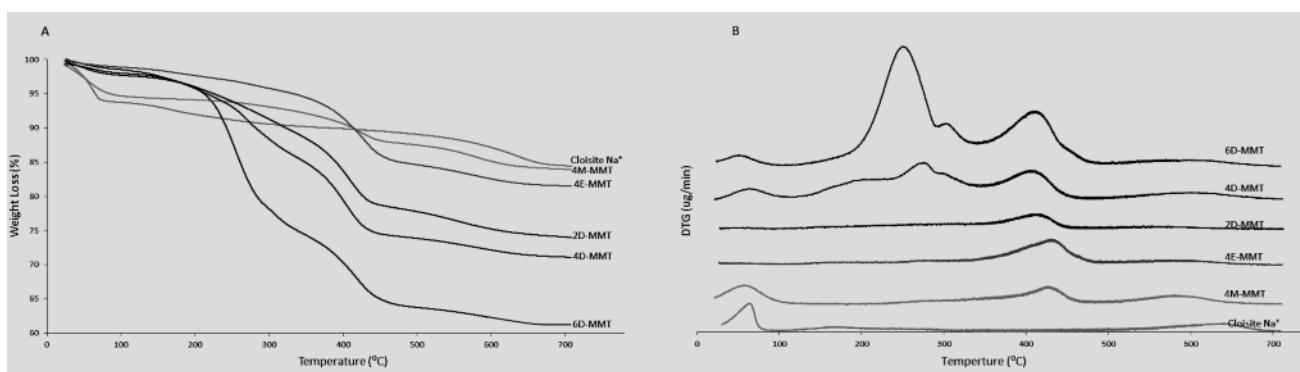 A
Weight Loss (%)
100
95
90
85
80
75
70
65
60
Cloisite Na⁺
4M-MMT
4E-MMT
2D-MMT
4D-MMT
6D-MMT
0 100 200 300 400 500 600 700
Temperature (⁰C)
B
DTG (ug/min)
6D-MMT
4D-MMT
2D-MMT
4E-MMT
4M-MMT
Cloisite Na⁺
0 100 200 300 400 500 600 700
Temperture (⁰C)